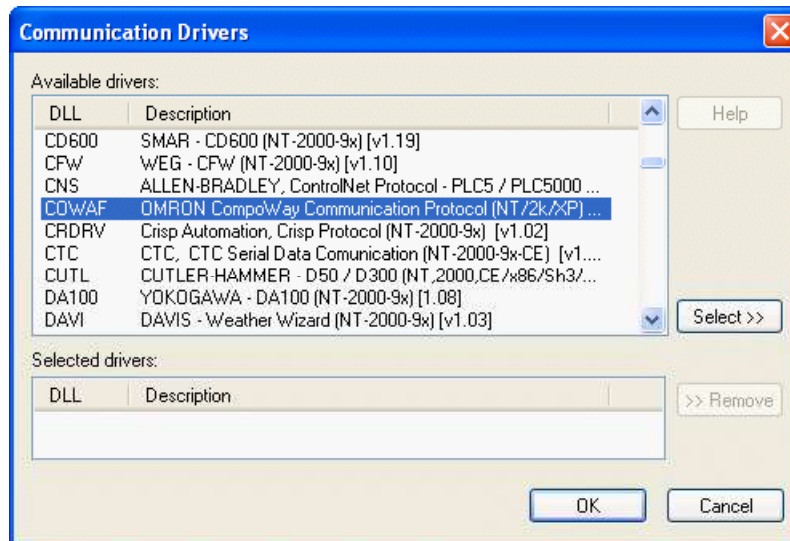 Communication Drivers
Available drivers:
DLL Description
Help
CD600 SMAR - CD600 (NT-2000-9x) [v1.19]
CFW WEG - CFW (NT-2000-9x) [v1.10]
CNS ALLEN-BRADLEY, ControlNet Protocol - PLC5 / PLC5000 ...
COWAF OMRON CompoWay Communication Protocol (NT/2k/XP) ...
CRDRV Crisp Automation, Crisp Protocol (NT-2000-9x) [v1.02]
CTC CTC, CTC Serial Data Comunication (NT-2000-9x-CE) [v1....
CUTL CUTLER-HAMMER - D50 / D300 (NT,2000,CE/x86/Sh3/...
DA100 YOKOGAWA - DA100 (NT-2000-9x) [1.08]
DAVI DAVIS - Weather Wizard (NT-2000-9x) [v1.03]
Select >>
Selected drivers:
DLL Description
>> Remove
OK Cancel